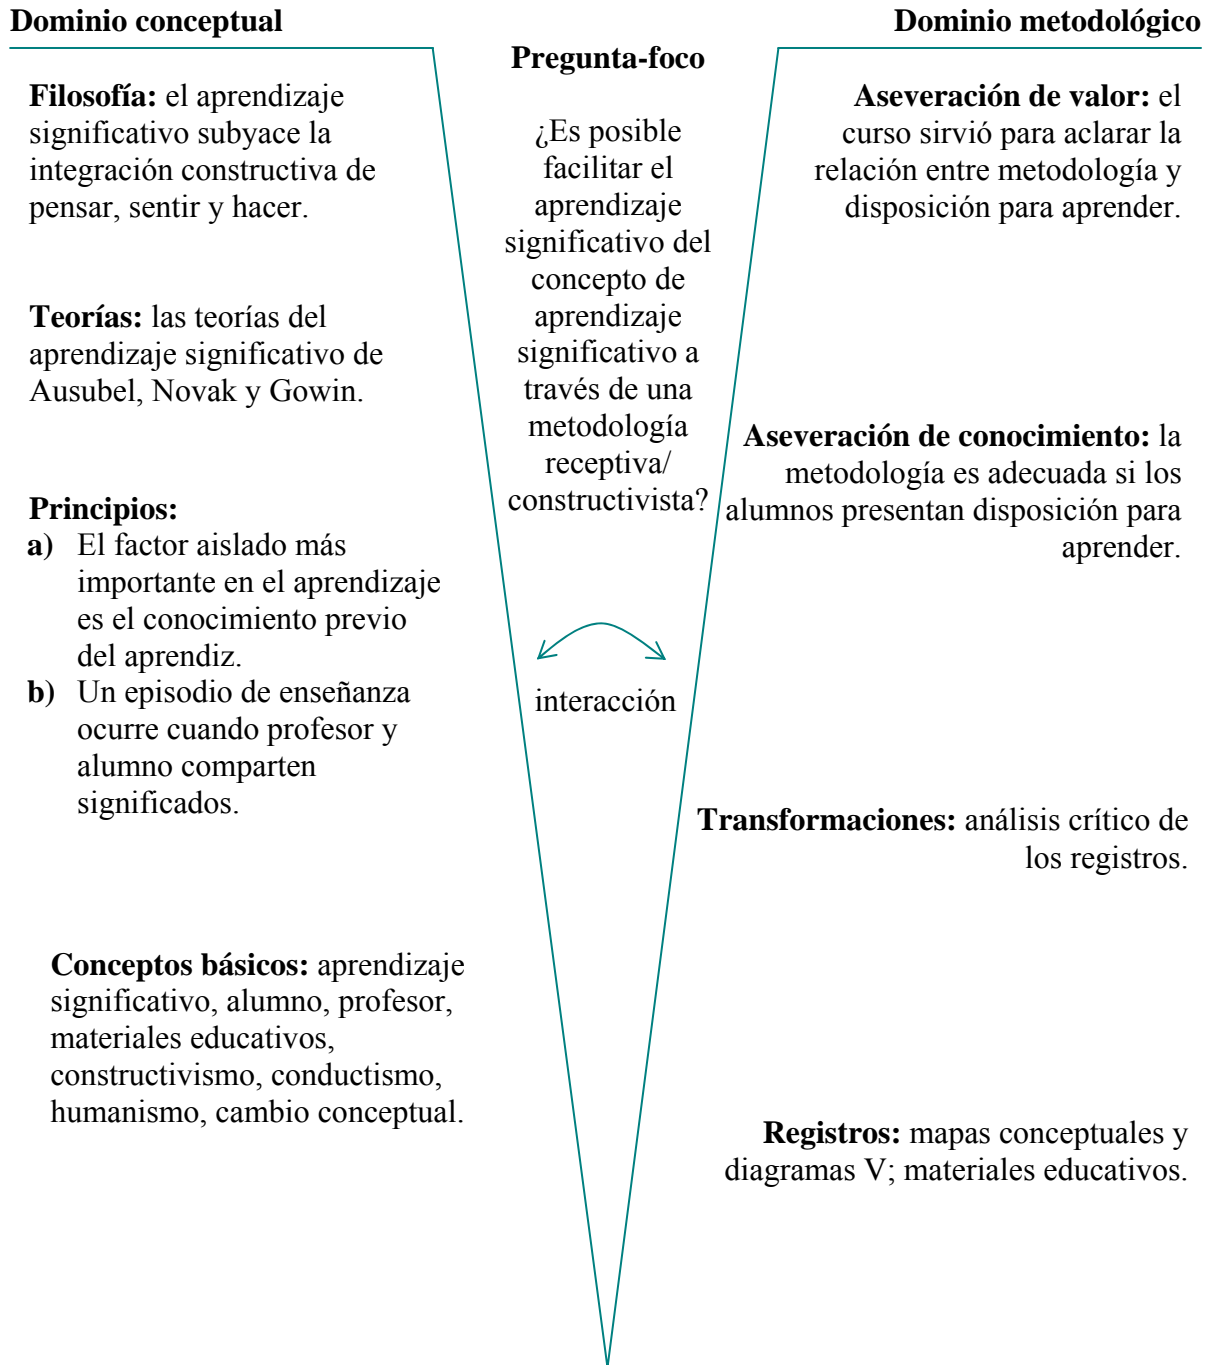 Dominio conceptual
Filosofía: el aprendizaje
significativo subyace la
integración constructiva de
pensar, sentir y hacer.
Teorías: las teorías del
aprendizaje significativo de
Ausubel, Novak y Gowin.
Principios:
a) El factor aislado más
importante en el aprendizaje
es el conocimiento previo
del aprendiz.
b) Un episodio de enseñanza
ocurre cuando profesor y
alumno comparten
significados.
Conceptos básicos: aprendizaje
significativo, alumno, profesor,
materiales educativos,
constructivismo, conductismo,
humanismo, cambio conceptual.
Pregunta-foco
¿Es posible
facilitar el
aprendizaje
significativo del
concepto de
aprendizaje
significativo a
través de una
metodología
receptiva/
constructivista?
interacción
Dominio metodológico
Aseveración de valor: el
curso sirvió para aclarar la
relación entre metodología y
disposición para aprender.
Aseveración de conocimiento: la
metodología es adecuada si los
alumnos presentan disposición para
aprender.
Transformaciones: análisis crítico de
los registros.
Registros: mapas conceptuales y
diagramas V; materiales educativos.